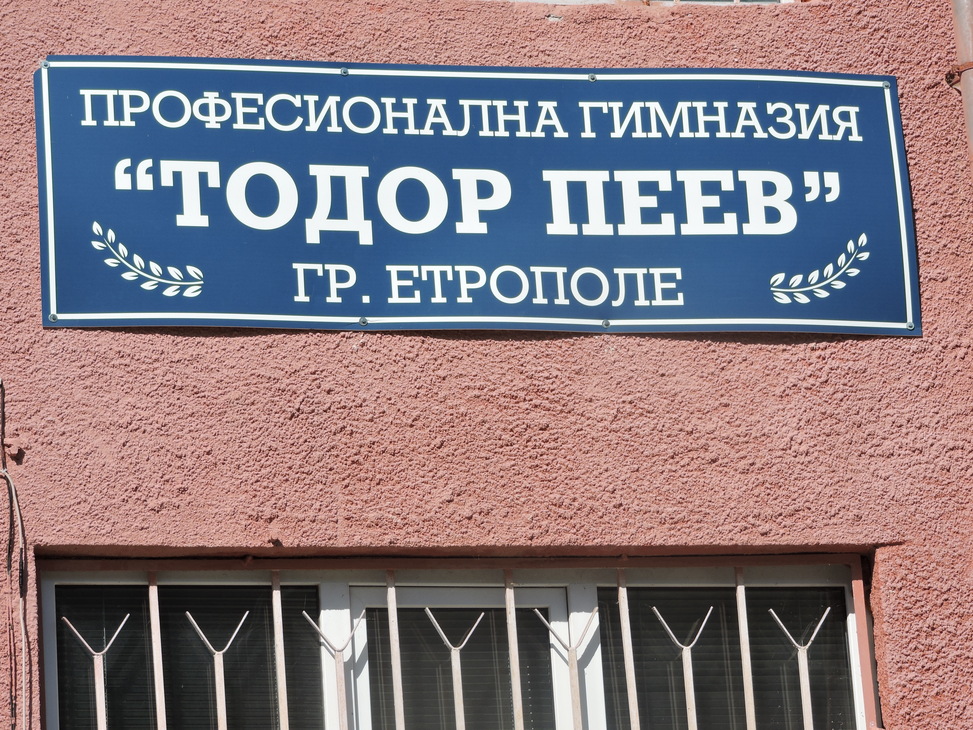 ПРОФЕСИОНАЛНА ГИМНАЗИЯ
“ТОДОР ПЕЕВ”
ГР. ЕТРОПОЛЕ